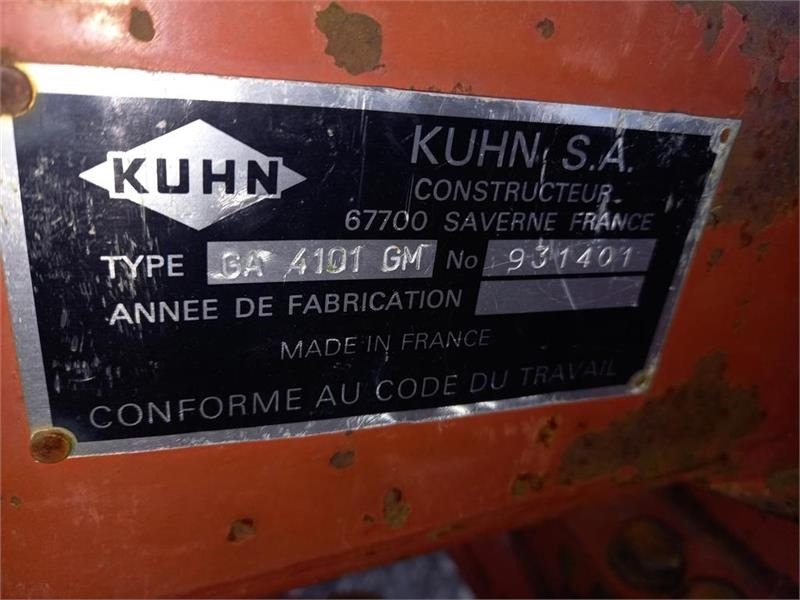 KUHN
KUHN S.A.
CONSTRUCTEUR
67700 SAVERNE FRANCE
TYPE GA 4101 GM No 931401
ANNEE DE FABRICATION
MADE IN FRANCE
CONFORME AU CODE DU TRAVAIL